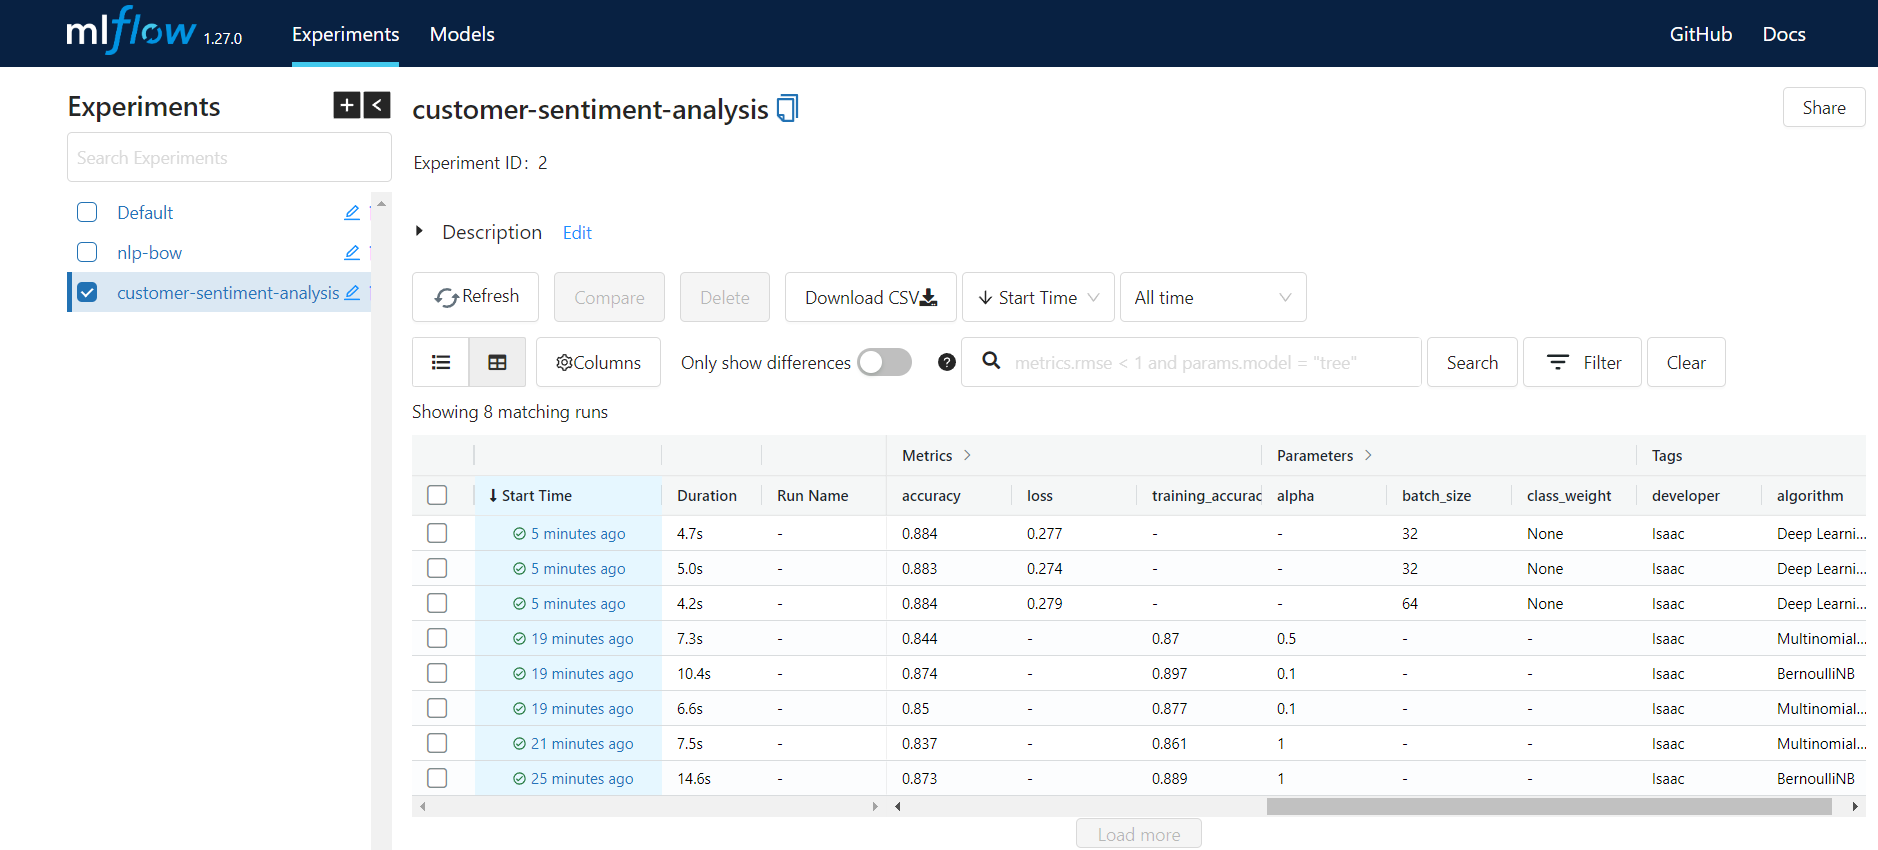 mlflow 1.27.0 Experiments Models GitHub Docs
Experiments
Search Experiments
Default
nlp-bow
customer-sentiment-analysis
customer-sentiment-analysis
Share
Experiment ID: 2
Description Edit
Refresh Compare Delete Download CSV Start Time All time
Columns Only show differences ? metrics.rmse < 1 and params.model = "tree" Search Filter Clear
Showing 8 matching runs
Metrics > Parameters > Tags
↓ Start Time Duration Run Name accuracy loss training_accurac alpha batch_size class_weight developer algorithm
5 minutes ago 4.7s - 0.884 0.277 - - 32 None Isaac Deep Learni...
5 minutes ago 5.0s - 0.883 0.274 - - 32 None Isaac Deep Learni...
5 minutes ago 4.2s - 0.884 0.279 - - 64 None Isaac Deep Learni...
19 minutes ago 7.3s - 0.844 - 0.87 0.5 - - Isaac Multinomial...
19 minutes ago 10.4s - 0.874 - 0.897 0.1 - - Isaac BernoulliNB
19 minutes ago 6.6s - 0.85 - 0.877 0.1 - - Isaac Multinomial...
21 minutes ago 7.5s - 0.837 - 0.861 1 - - Isaac Multinomial...
25 minutes ago 14.6s - 0.873 - 0.889 1 - - Isaac BernoulliNB
Load more